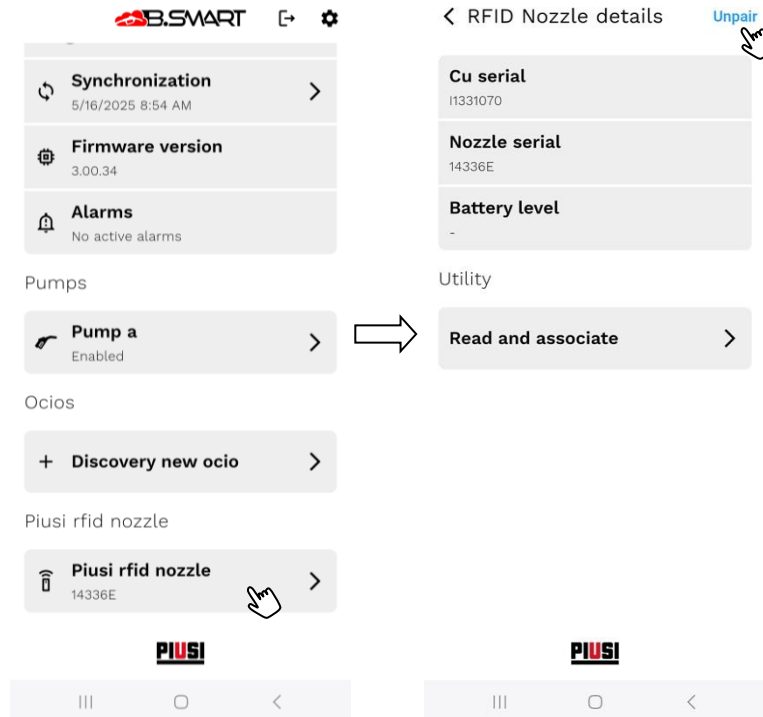 B.SMART
Synchronization
5/16/2025 8:54 AM
Firmware version
3.00.34
Alarms
No active alarms
Pumps
Pump a
Enabled
Ocios
Discovery new ocio
Piusi rfid nozzle
Piusi rfid nozzle
14336E
PIUSI
RFID Nozzle details
Unpair
Cu serial
I1331070
Nozzle serial
14336E
Battery level
-
Utility
Read and associate
PIUSI